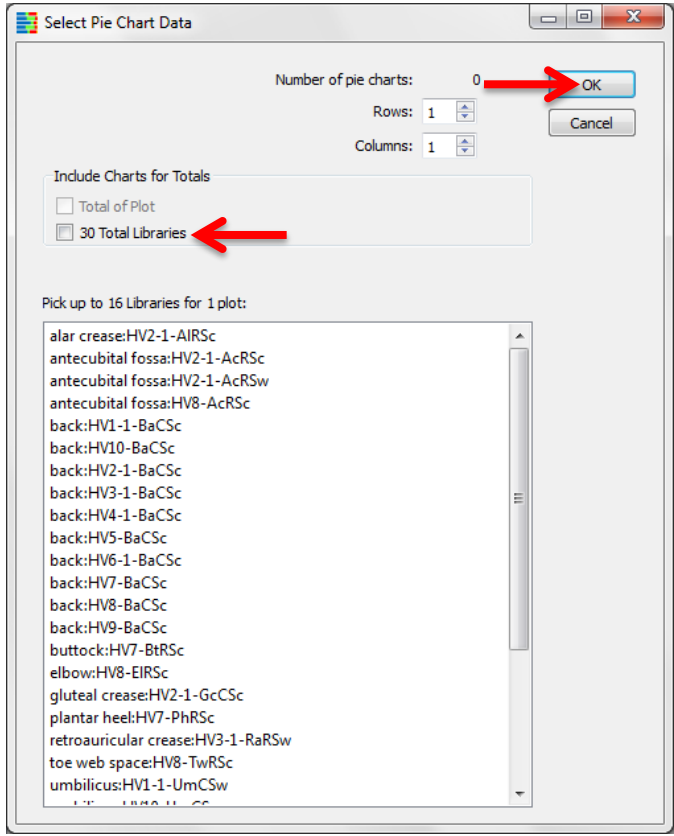 Select Pie Chart Data
Number of pie charts: 0
OK
Rows: 1
Cancel
Columns: 1
Include Charts for Totals
Total of Plot
30 Total Libraries
Pick up to 16 Libraries for 1 plot:
alar crease:HV2-1-AlRSc
antecubital fossa:HV2-1-AcRSc
antecubital fossa:HV2-1-AcRSw
antecubital fossa:HV8-AcRSc
back:HV1-1-BaCSc
back:HV10-BaCSc
back:HV2-1-BaCSc
back:HV3-1-BaCSc
back:HV4-1-BaCSc
back:HV5-BaCSc
back:HV6-1-BaCSc
back:HV7-BaCSc
back:HV8-BaCSc
back:HV9-BaCSc
buttock:HV7-BtRSc
elbow:HV8-ElRSc
gluteal crease:HV2-1-GcCSc
plantar heel:HV7-PhRSc
retroauricular crease:HV3-1-RaRSw
toe web space:HV8-TwRSc
umbilicus:HV1-1-UmCSw